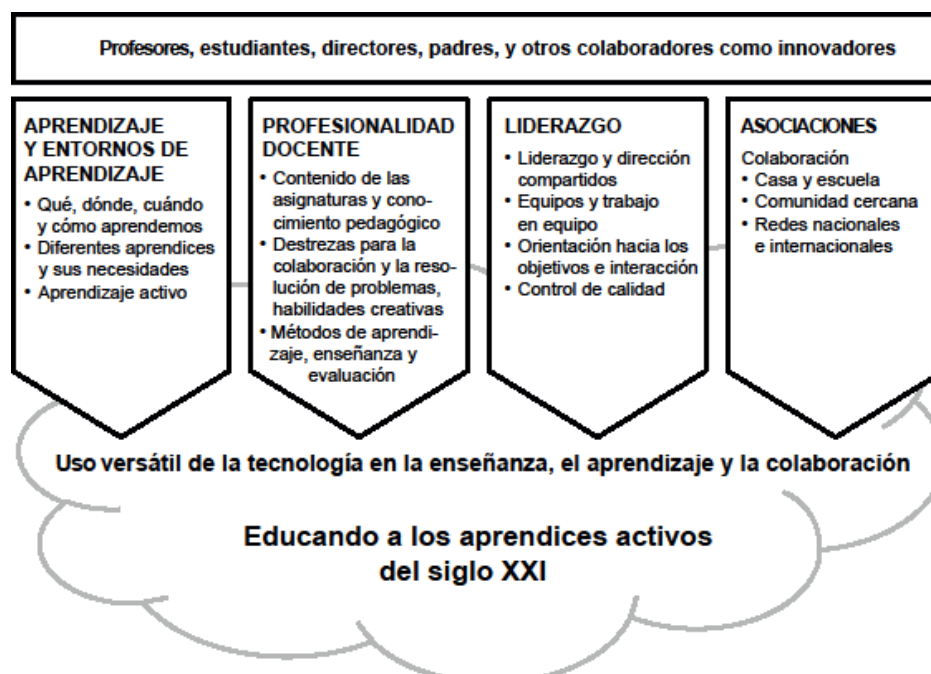 Profesores, estudiantes, directores, padres, y otros colaboradores como innovadores
APRENDIZAJE
Y ENTORNOS DE
APRENDIZAJE
• Qué, dónde, cuándo
y cómo aprendemos
• Diferentes aprendices
y sus necesidades
• Aprendizaje activo
PROFESIONALIDAD
DOCENTE
• Contenido de las
asignaturas y cono-
cimiento pedagógico
• Destrezas para la
colaboración y la reso-
lución de problemas,
habilidades creativas
• Métodos de aprendi-
zaje, enseñanza y
evaluación
LIDERAZGO
• Liderazgo y dirección
compartidos
• Equipos y trabajo
en equipo
• Orientación hacia los
objetivos e interacción
• Control de calidad
ASOCIACIONES
Colaboración
• Casa y escuela
• Comunidad cercana
• Redes nacionales
e internacionales
Uso versátil de la tecnología en la enseñanza, el aprendizaje y la colaboración
Educando a los aprendices activos
del siglo XXI